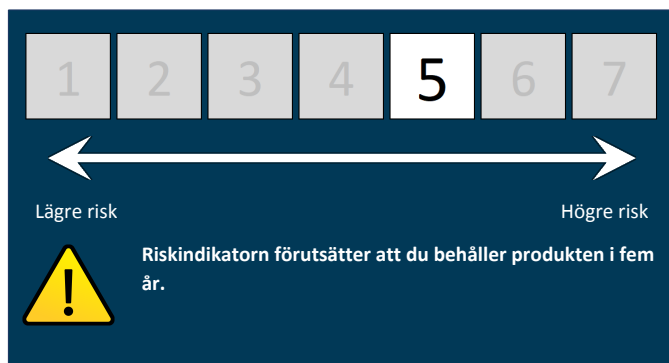 1 2 3 4 5 6 7
Lägre risk Högre risk
Riskindikatorn förutsätter att du behåller produkten i fem
år.